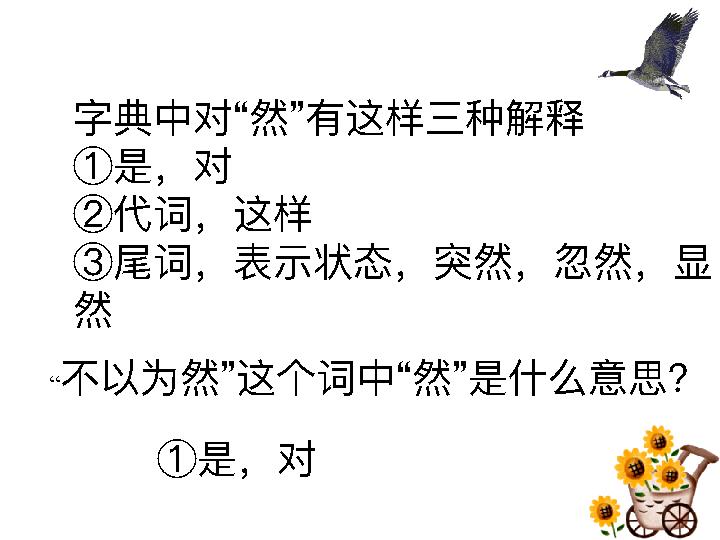 字典中对“然”有这样三种解释
①是，对
②代词，这样
③尾词，表示状态，突然，忽然，显
然
“不以为然”这个词中“然”是什么意思?
①是，对